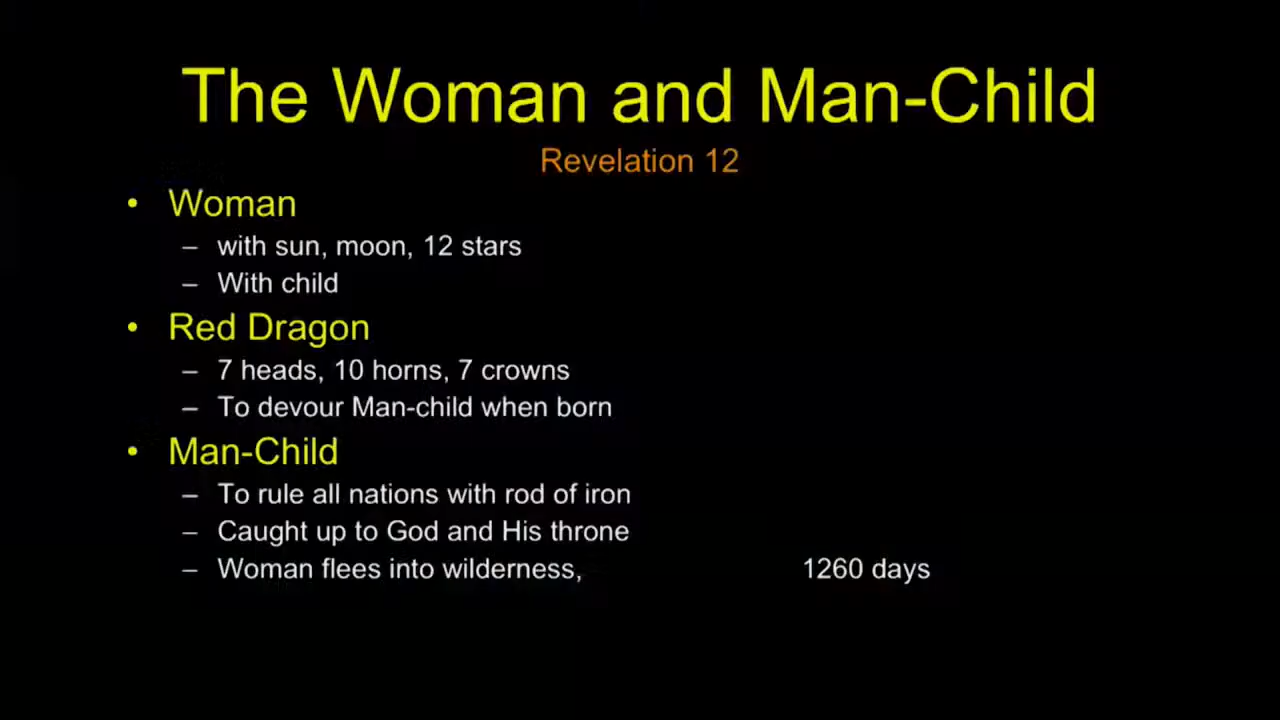 The Woman and Man-Child
Revelation 12
• Woman
– with sun, moon, 12 stars
– With child
• Red Dragon
– 7 heads, 10 horns, 7 crowns
– To devour Man-child when born
• Man-Child
– To rule all nations with rod of iron
– Caught up to God and His throne
– Woman flees into wilderness, 1260 days